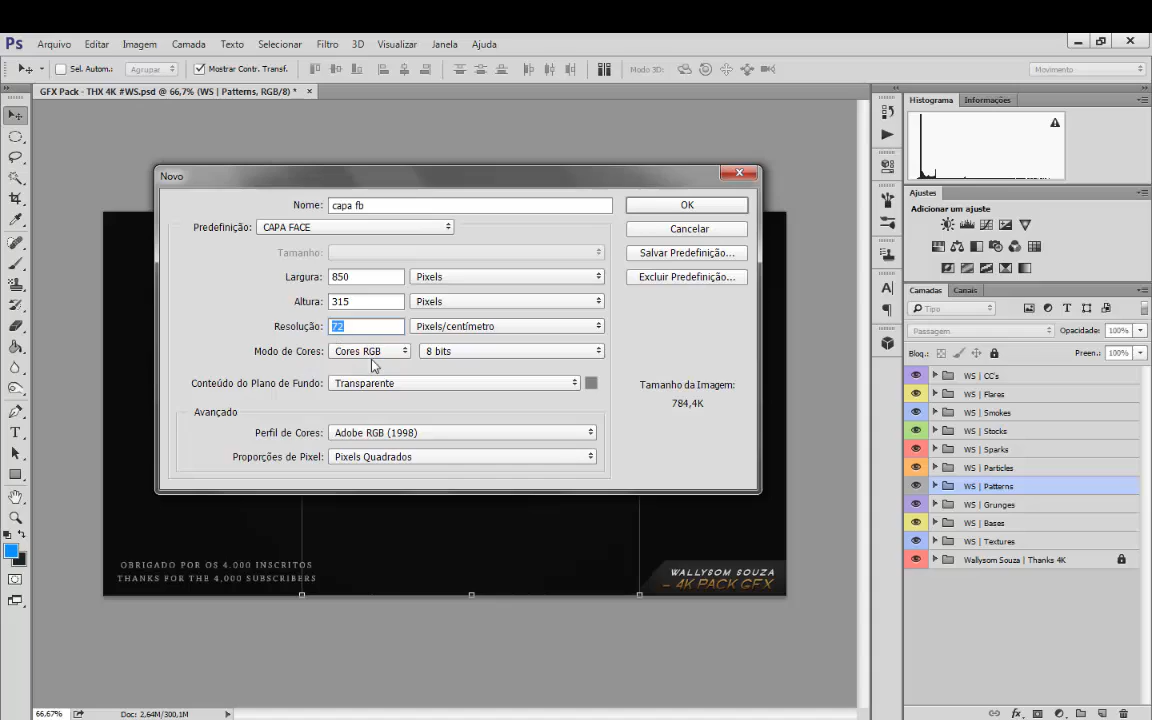 Ps Arquivo Editar Imagem Camada Texto Selecionar Filtro 3D Visualizar Janela Ajuda
Sel. Autom.: Agrupar Mostrar Contr. Transf. Modo 3D: Movimento
GFX Pack - THX 4K #WS.psd @ 66,7% (WS | Patterns, RGB/8) * ×
Histograma Informações
Novo
Nome: capa fb OK
Predefinição: CAPA FACE Cancelar
Tamanho: Salvar Predefinição...
Largura: 850 Pixels Excluir Predefinição...
Altura: 315 Pixels
Resolução: 72 Pixels/centímetro
Modo de Cores: Cores RGB 8 bits
Conteúdo do Plano de Fundo: Transparente
Tamanho da Imagem:
784,4K
Avançado
Perfil de Cores: Adobe RGB (1998)
Proporções de Pixel: Pixels Quadrados
Ajustes
Adicionar um ajuste
Camadas Canais
Tipo
Passagem Opacidade: 100%
Bloq.: Preen.: 100%
WS | CC's
WS | Flares
WS | Smokes
WS | Stocks
WS | Sparks
WS | Particles
WS | Patterns
WS | Grunges
WS | Bases
WS | Textures
Wallysom Souza | Thanks 4K
OBRIGADO POR OS 4.000 INSCRITOS
THANKS FOR THE 4,000 SUBSCRIBERS
WALLYSOM SOUZA
- 4K PACK GFX
66,67% Doc: 2,64M/300,1M